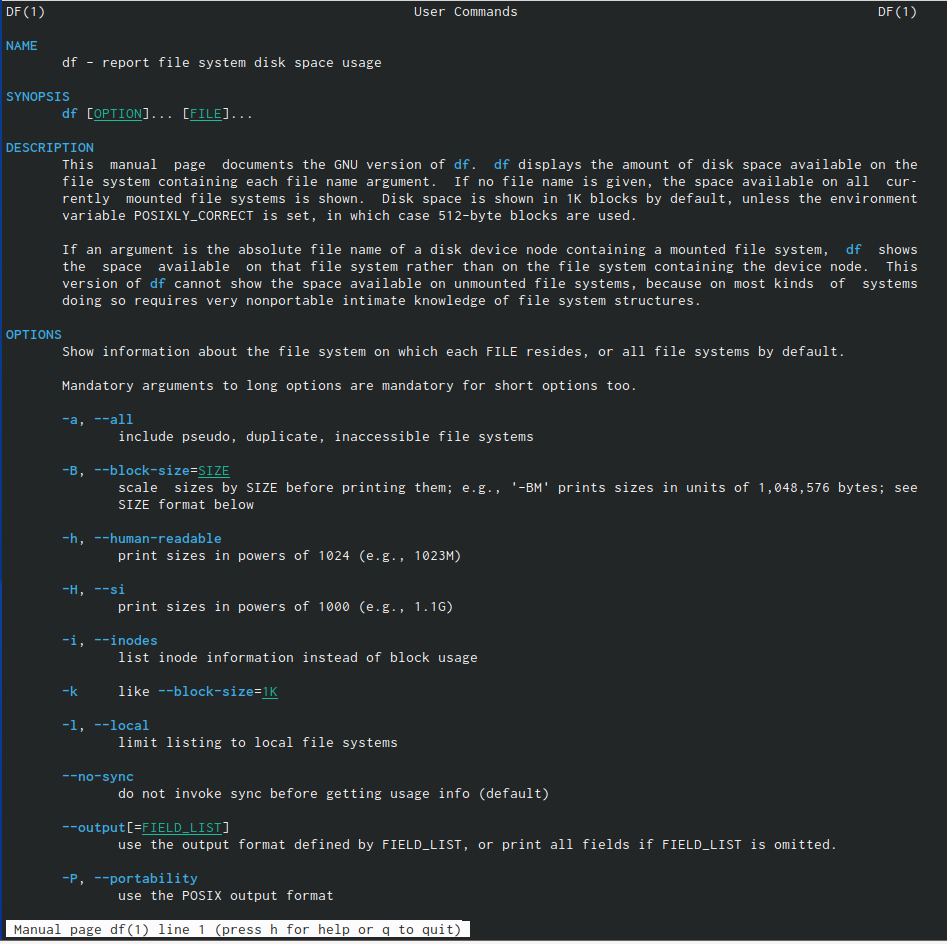 DF(1) User Commands DF(1)
NAME
df - report file system disk space usage
SYNOPSIS
df [OPTION]... [FILE]...
DESCRIPTION
This manual page documents the GNU version of df. df displays the amount of disk space available on the
file system containing each file name argument. If no file name is given, the space available on all cur-
rently mounted file systems is shown. Disk space is shown in 1K blocks by default, unless the environment
variable POSIXLY_CORRECT is set, in which case 512-byte blocks are used.
If an argument is the absolute file name of a disk device node containing a mounted file system, df shows
the space available on that file system rather than on the file system containing the device node. This
version of df cannot show the space available on unmounted file systems, because on most kinds of systems
doing so requires very nonportable intimate knowledge of file system structures.
OPTIONS
Show information about the file system on which each FILE resides, or all file systems by default.
Mandatory arguments to long options are mandatory for short options too.
-a, --all
include pseudo, duplicate, inaccessible file systems
-B, --block-size=SIZE
scale sizes by SIZE before printing them; e.g., '-BM' prints sizes in units of 1,048,576 bytes; see
SIZE format below
-h, --human-readable
print sizes in powers of 1024 (e.g., 1023M)
-H, --si
print sizes in powers of 1000 (e.g., 1.1G)
-i, --inodes
list inode information instead of block usage
-k like --block-size=1K
-l, --local
limit listing to local file systems
--no-sync
do not invoke sync before getting usage info (default)
--output[=FIELD_LIST]
use the output format defined by FIELD_LIST, or print all fields if FIELD_LIST is omitted.
-P, --portability
use the POSIX output format
Manual page df(1) line 1 (press h for help or q to quit)